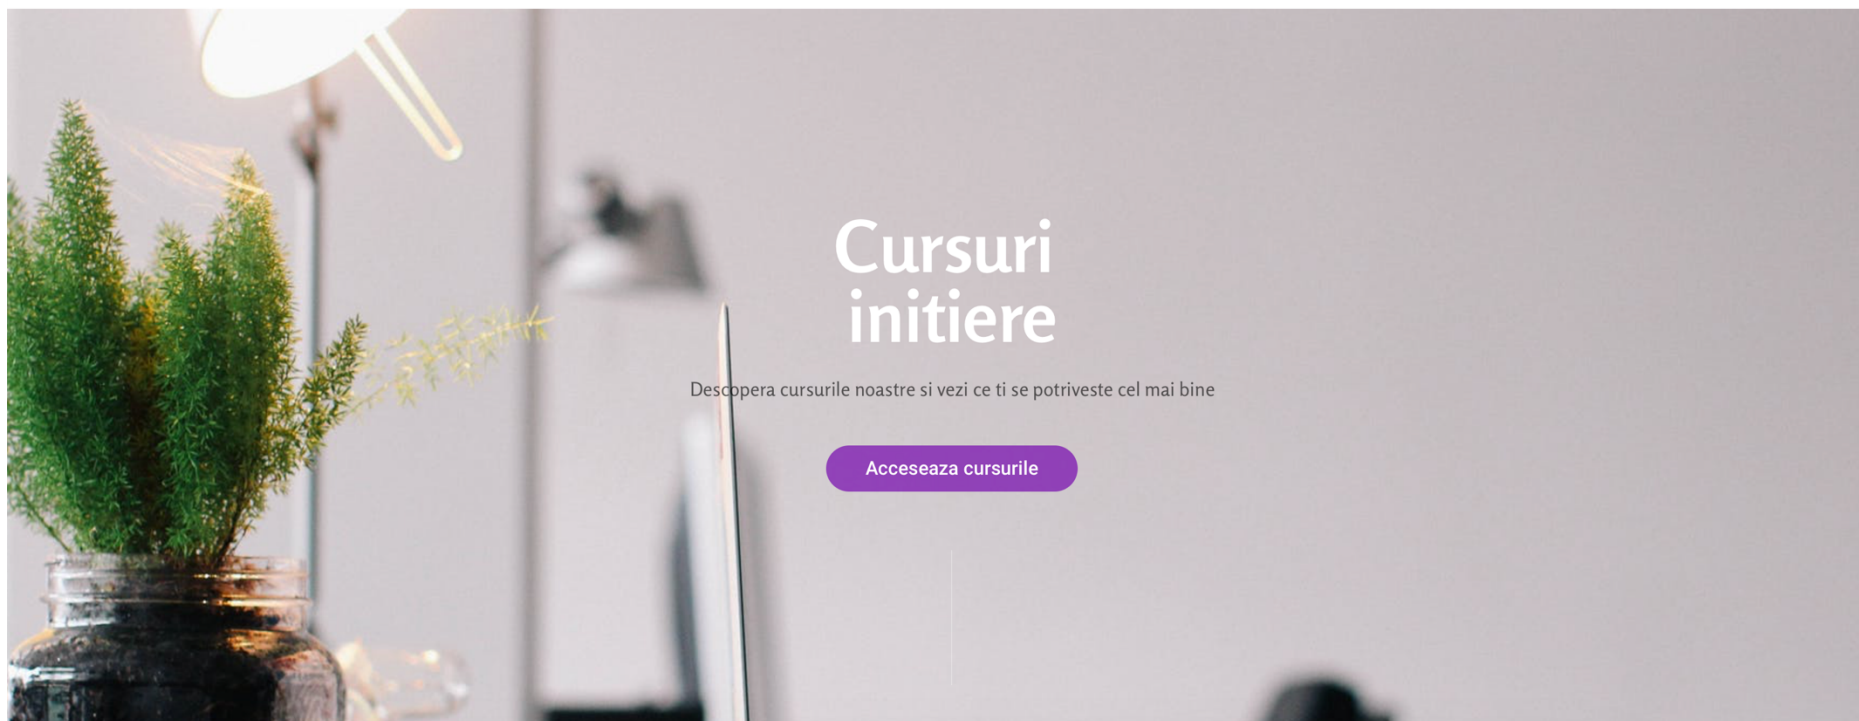 Cursuri
initiere
Descopera cursurile noastre si vezi ce ti se potriveste cel mai bine
Acceseaza cursurile